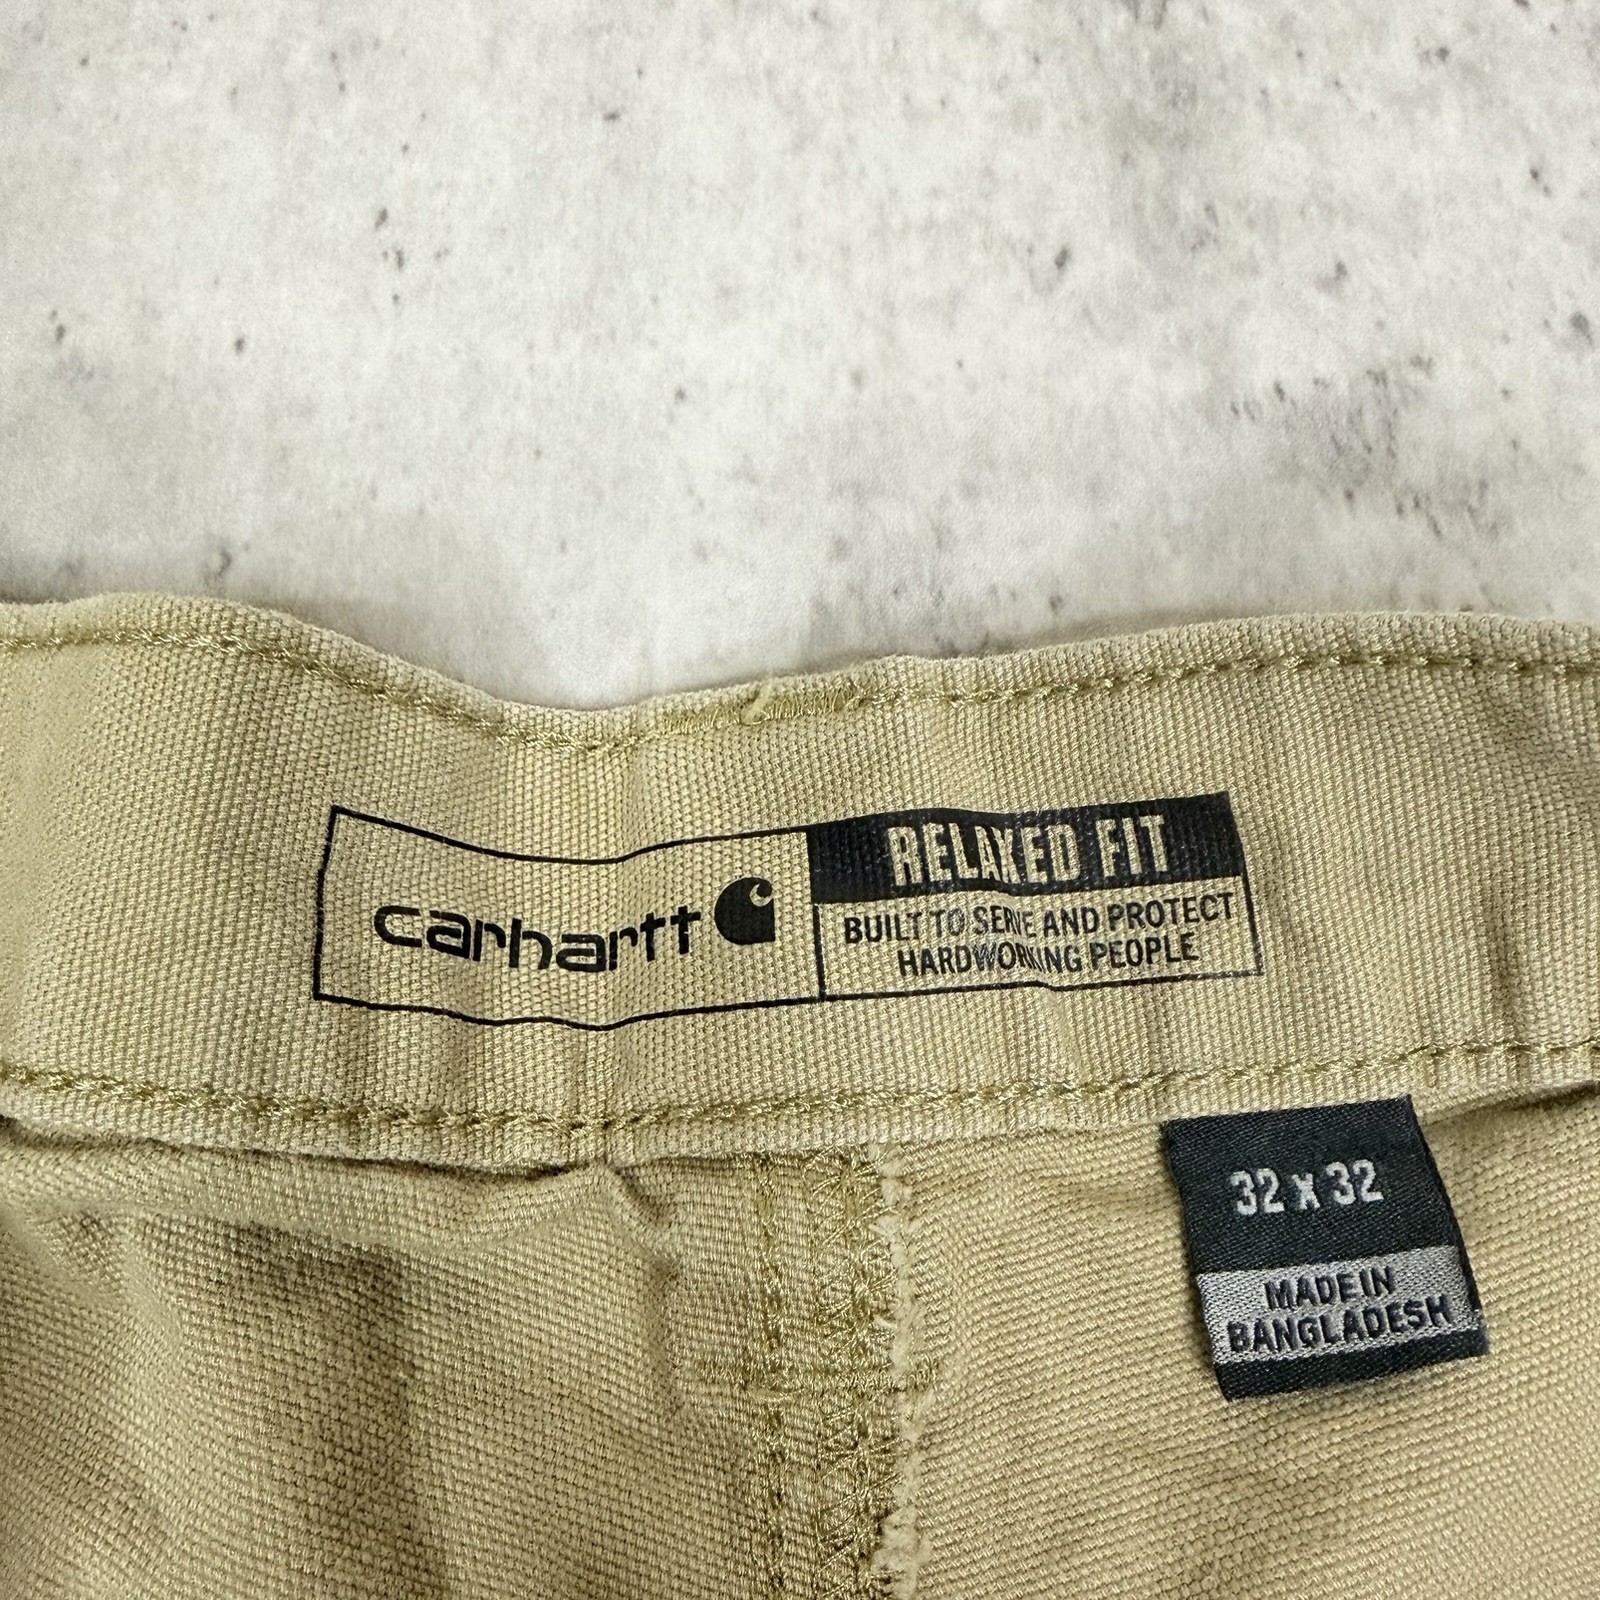 carhartt
RELAXED FIT
BUILT TO SERVE AND PROTECT
HARDWORKING PEOPLE
32 x 32
MADE IN
BANGLADESH